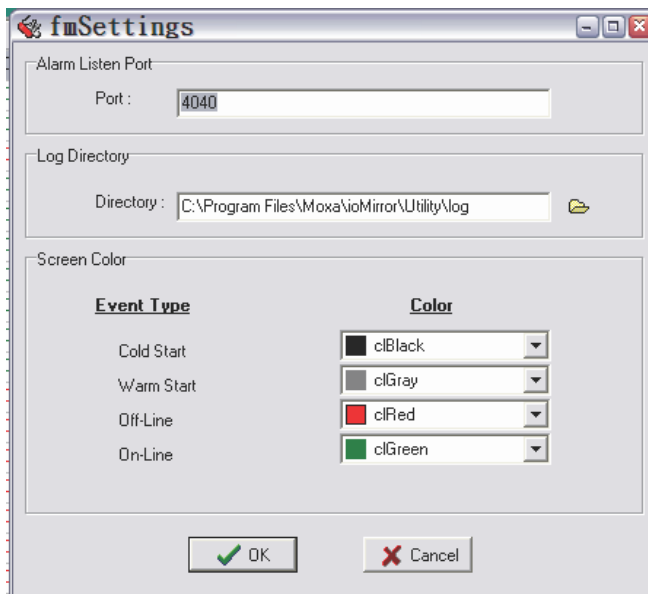 fmSettings
Alarm Listen Port
Port :
4040
Log Directory
Directory :
C:\Program Files\Moxa\ioMirror\Utility\log
Screen Color
Event Type Color
Cold Start clBlack
Warm Start clGray
Off-Line clRed
On-Line clGreen
OK Cancel